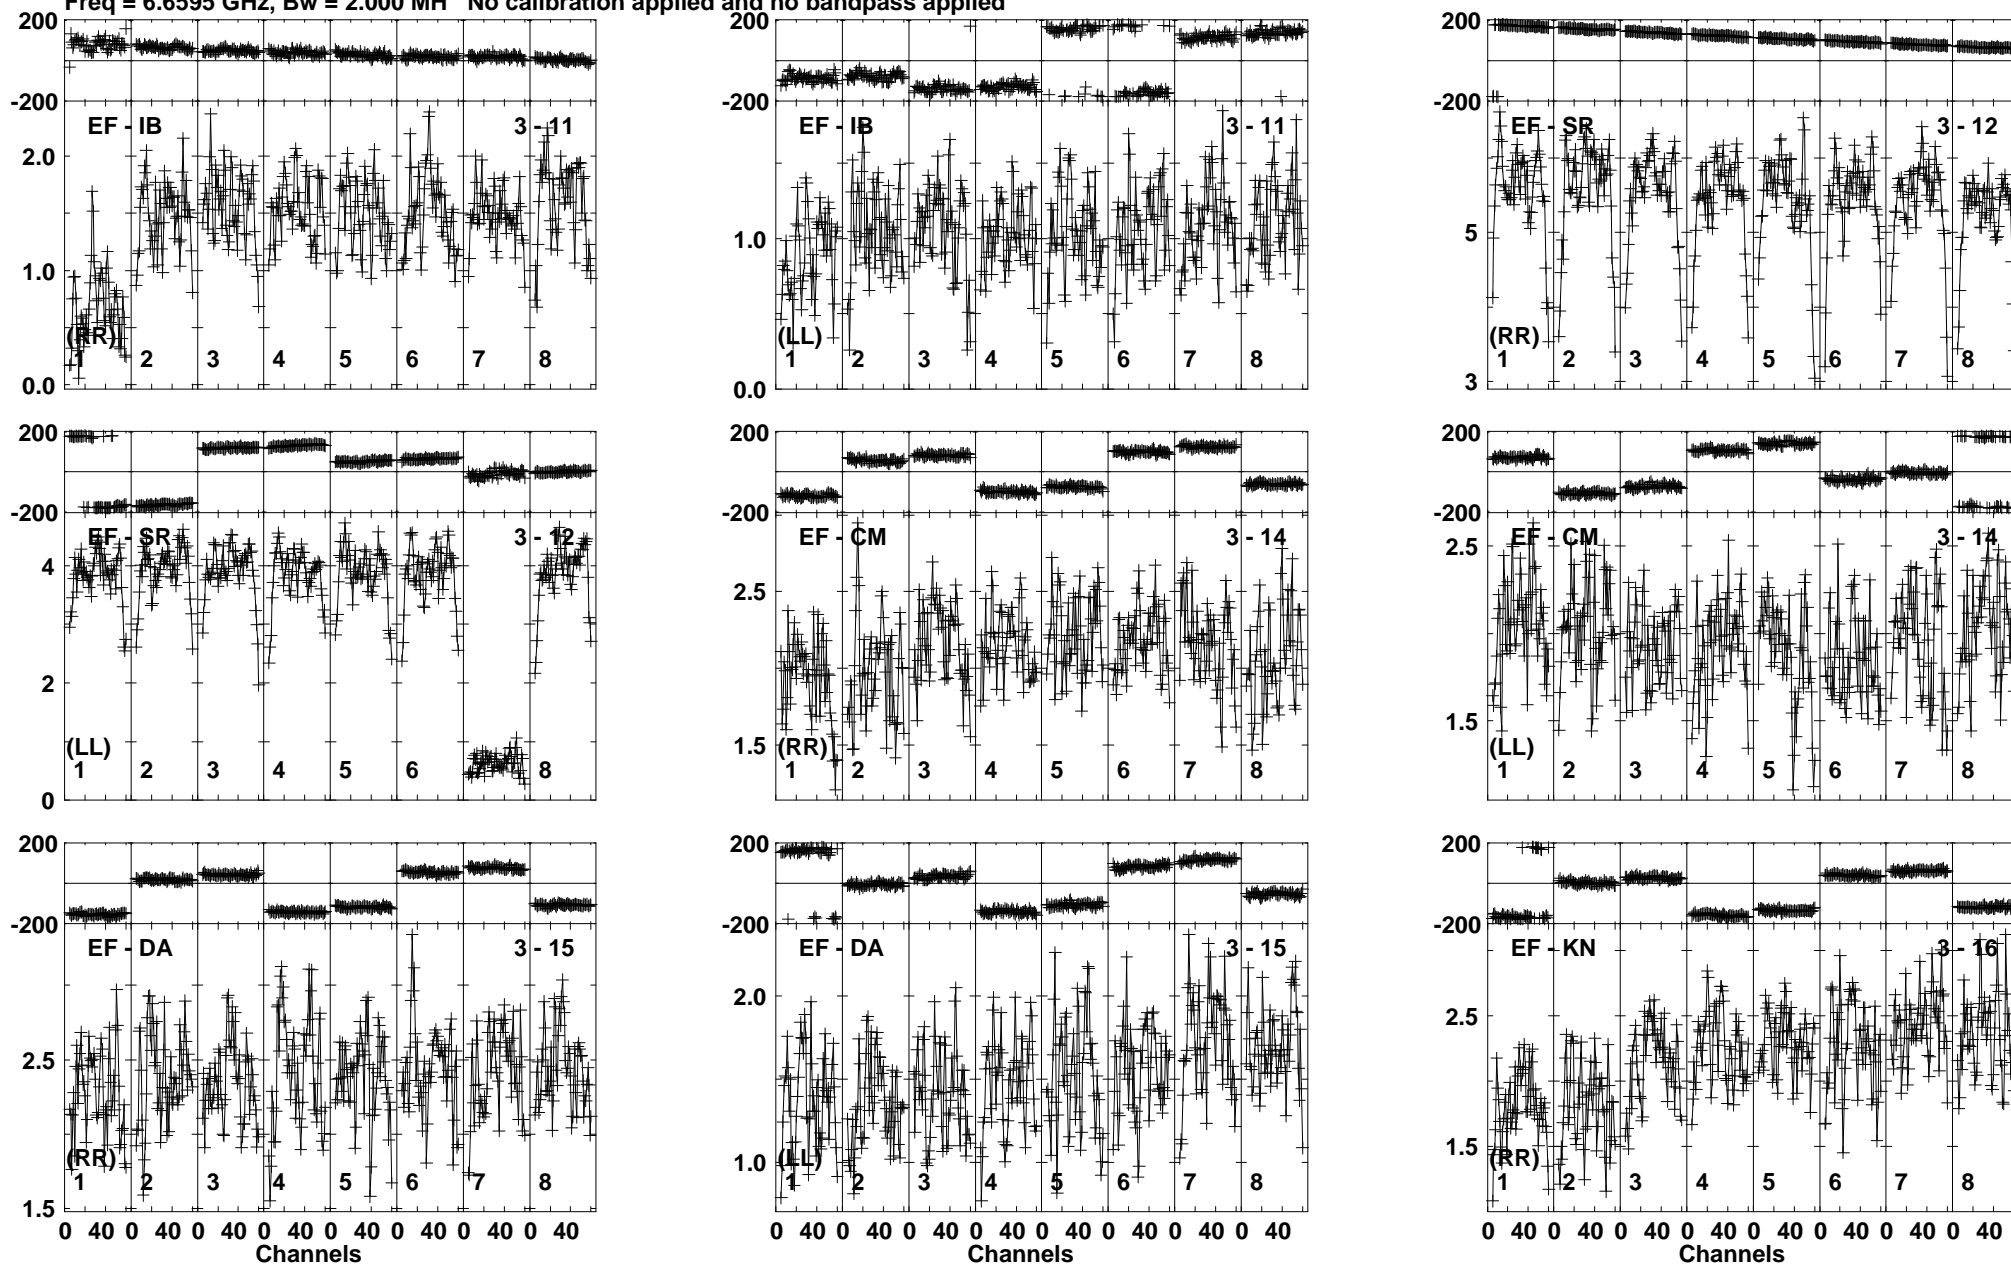 Freq = 6.6595 GHz, Bw = 2.000 MH No calibration applied and no bandpass applied
200 200 200
-200 -200 -200
EF - IB 3 - 11 EF - IB 3 - 11 EF - SR 3 - 12
2.0
1.0 1.0 5
(RR) (LL) (RR)
1 2 3 4 5 6 7 8 1 2 3 4 5 6 7 8 1 2 3 4 5 6 7 8
0.0 0.0 3
200 200 200
-200 -200 -200
EF - SR 3 - 12 EF - CM 3 - 14 EF - CM 3 - 14
4 2.5 2.5
2
(LL) 1.5 (RR) 1.5 (LL)
1 2 3 4 5 6 7 8 1 2 3 4 5 6 7 8 1 2 3 4 5 6 7 8
0
200 200 200
-200 -200 -200
EF - DA 3 - 15 EF - DA 3 - 15 EF - KN 3 - 16
2.5 2.0 2.5
(RR) 1.0 (LL) 1.5 (RR)
1 2 3 4 5 6 7 8 1 2 3 4 5 6 7 8 1 2 3 4 5 6 7 8
1.5
0 40 0 40 0 40 0 40 0 40 0 40 0 40 0 40 0 40 0 40 0 40 0 40 0 40 0 40 0 40 0 40 0 40 0 40 0 40 0 40 0 40 0 40 0 40 0 40
Channels Channels Channels